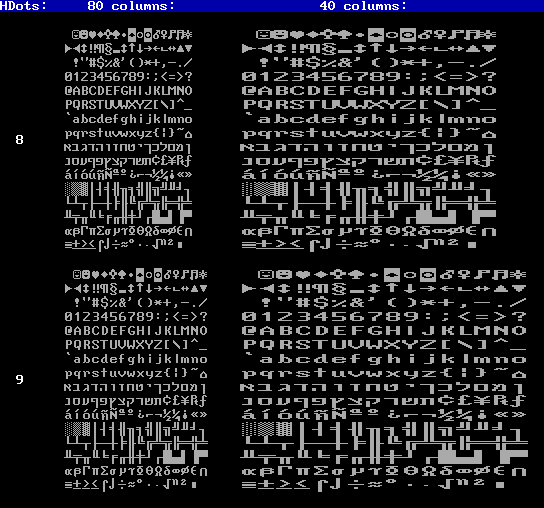 HDots: 80 columns: 40 columns:
8
☺☻♥♦♣♠•◘○◙♂♀♪♫☼
►◄↕‼¶§▬↨↑↓→←∟↔▲▼
!"#$%&'()*+,-./
0123456789:;<=>?
@ABCDEFGHIJKLMNO
PQRSTUVWXYZ[\]^_
`abcdefghijklmno
pqrstuvwxyz{|}~⌂
אבגדהוזחטיךכלםמן
נסעףפץצקרשת¢£¥₧ƒ
áíóúñÑªº¿⌐¬½¼¡«»
░▒▓│┤╡╢╖╕╣║╗╝╜╛┐
└┴┬├─┼╞╟╚╔╩╦╠═╬╧
╨╤╥╙╘╒╓╫╪┘┌█▄▌▐▀
αßΓπΣσµτΦΘΩδ∞φε∩
≡±≥≤⌠⌡÷≈°∙·√ⁿ²■
☺☻♥♦♣♠•◘○◙♂♀♪♫☼
►◄↕‼¶§▬↨↑↓→←∟↔▲▼
!"#$%&'()*+,-./
0123456789:;<=>?
@ABCDEFGHIJKLMNO
PQRSTUVWXYZ[\]^_
`abcdefghijklmno
pqrstuvwxyz{|}~⌂
אבגדהוזחטיךכלםמן
נסעףפץצקרשת¢£¥₧ƒ
áíóúñÑªº¿⌐¬½¼¡«»
░▒▓│┤╡╢╖╕╣║╗╝╜╛┐
└┴┬├─┼╞╟╚╔╩╦╠═╬╧
╨╤╥╙╘╒╓╫╪┘┌█▄▌▐▀
αßΓπΣσµτΦΘΩδ∞φε∩
≡±≥≤⌠⌡÷≈°∙·√ⁿ²■
9
☺☻♥♦♣♠•◘○◙♂♀♪♫☼
►◄↕‼¶§▬↨↑↓→←∟↔▲▼
!"#$%&'()*+,-./
0123456789:;<=>?
@ABCDEFGHIJKLMNO
PQRSTUVWXYZ[\]^_
`abcdefghijklmno
pqrstuvwxyz{|}~⌂
אבגדהוזחטיךכלםמן
נסעףפץצקרשת¢£¥₧ƒ
áíóúñÑªº¿⌐¬½¼¡«»
░▒▓│┤╡╢╖╕╣║╗╝╜╛┐
└┴┬├─┼╞╟╚╔╩╦╠═╬╧
╨╤╥╙╘╒╓╫╪┘┌█▄▌▐▀
αßΓπΣσµτΦΘΩδ∞φε∩
≡±≥≤⌠⌡÷≈°∙·√ⁿ²■
☺☻♥♦♣♠•◘○◙♂♀♪♫☼
►◄↕‼¶§▬↨↑↓→←∟↔▲▼
!"#$%&'()*+,-./
0123456789:;<=>?
@ABCDEFGHIJKLMNO
PQRSTUVWXYZ[\]^_
`abcdefghijklmno
pqrstuvwxyz{|}~⌂
אבגדהוזחטיךכלםמן
נסעףפץצקרשת¢£¥₧ƒ
áíóúñÑªº¿⌐¬½¼¡«»
░▒▓│┤╡╢╖╕╣║╗╝╜╛┐
└┴┬├─┼╞╟╚╔╩╦╠═╬╧
╨╤╥╙╘╒╓╫╪┘┌█▄▌▐▀
αßΓπΣσµτΦΘΩδ∞φε∩
≡±≥≤⌠⌡÷≈°∙·√ⁿ²■